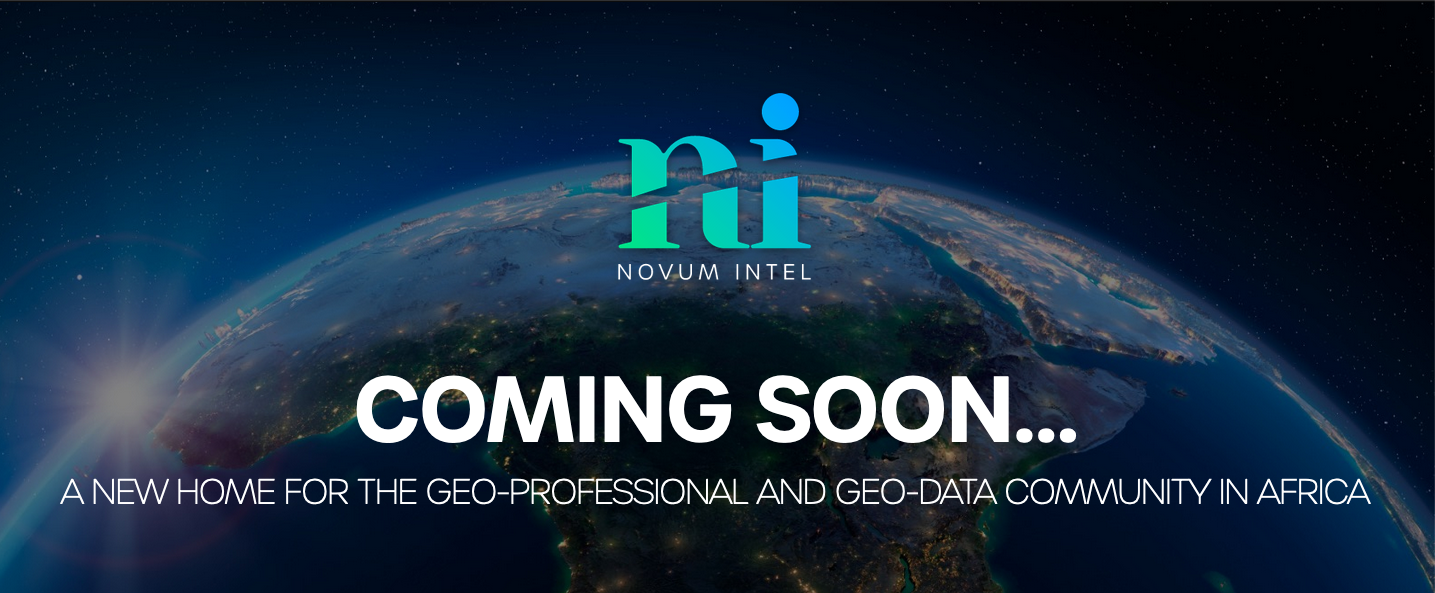 ni
NOVUM INTEL
COMING SOON...
A NEW HOME FOR THE GEO-PROFESSIONAL AND GEO-DATA COMMUNITY IN AFRICA